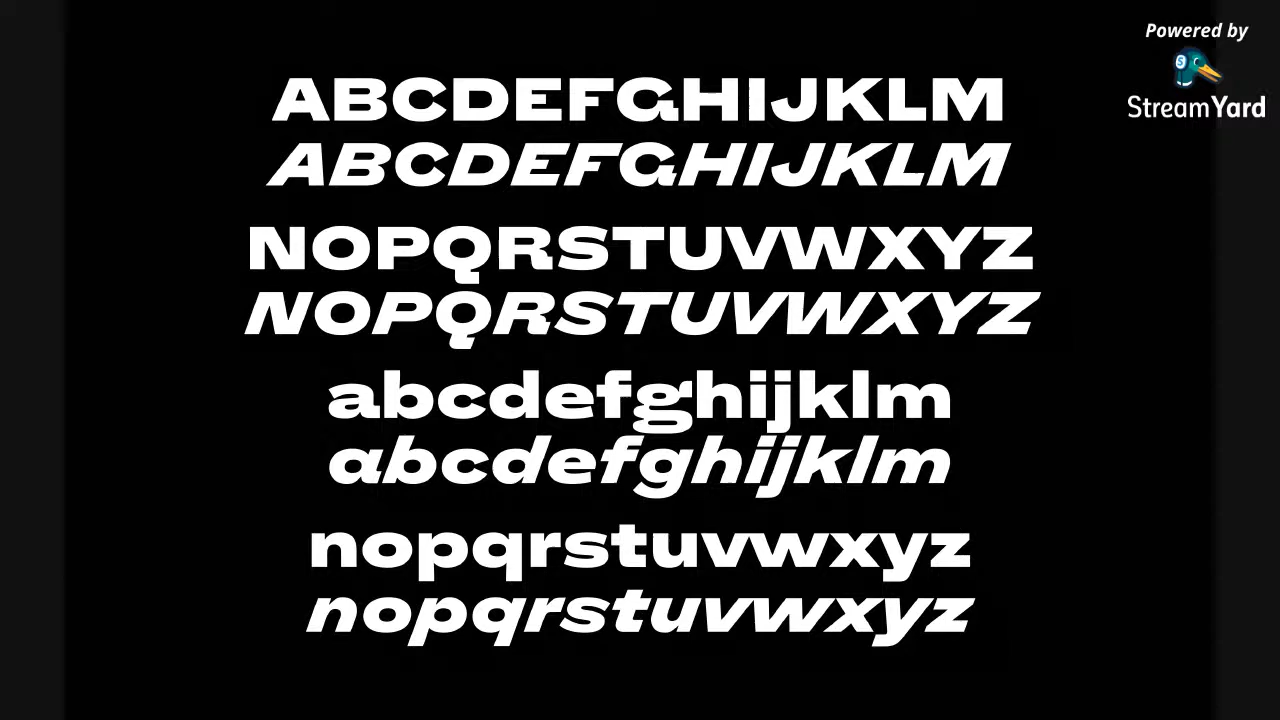 Powered by
StreamYard
ABCDEFGHIJKLM
ABCDEFGHIJKLM
NOPQRSTUVWXYZ
NOPQRSTUVWXYZ
abcdefghijklm
abcdefghijklm
nopqrstuvwxyz
nopqrstuvwxyz